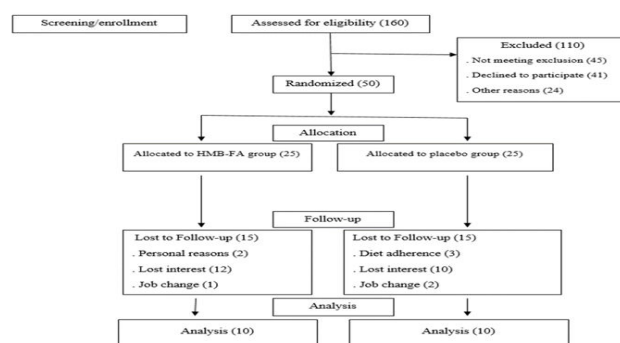 Screening/enrollment
Assessed for eligibility (160)
Excluded (110)
. Not meeting exclusion (45)
. Declined to participate (41)
. Other reasons (24)
Randomized (50)
Allocation
Allocated to HMB-FA group (25)
Allocated to placebo group (25)
Follow-up
Lost to Follow-up (15)
. Personal reasons (2)
. Lost interest (12)
. Job change (1)
Lost to Follow-up (15)
. Diet adherence (3)
. Lost interest (10)
. Job change (2)
Analysis
Analysis (10)
Analysis (10)